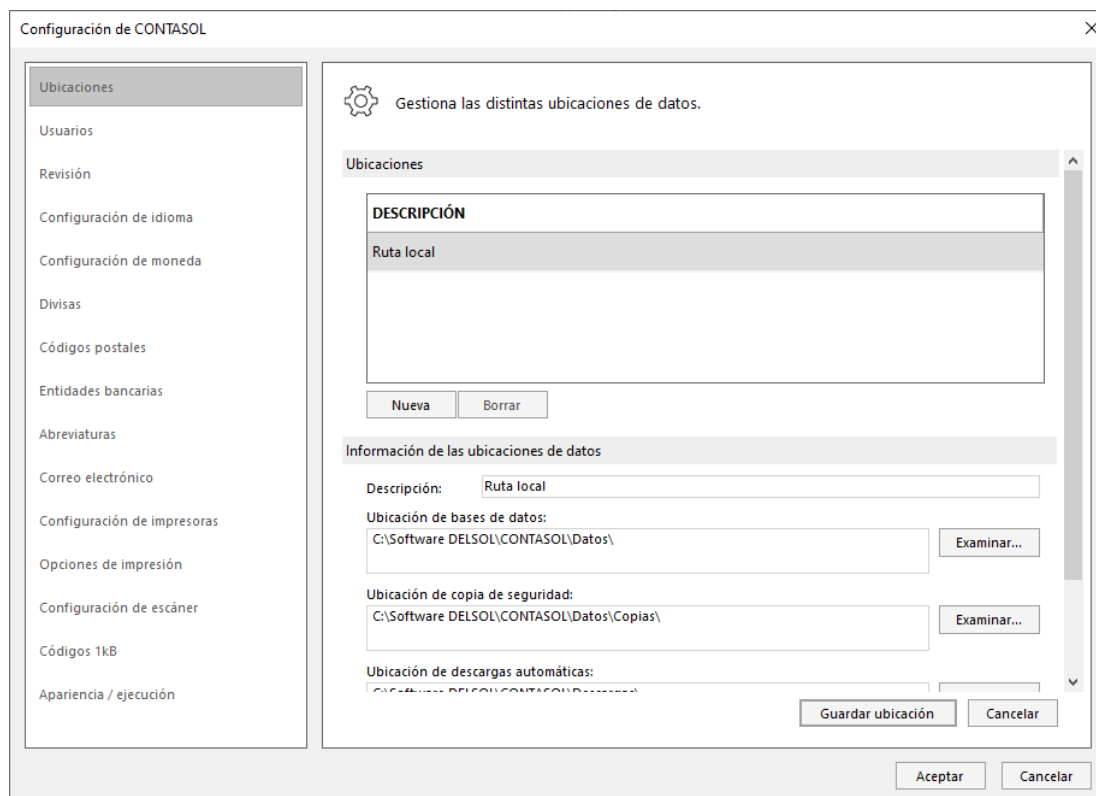 Configuración de CONTASOL
Ubicaciones
Usuarios
Revisión
Configuración de idioma
Configuración de moneda
Divisas
Códigos postales
Entidades bancarias
Abreviaturas
Correo electrónico
Configuración de impresoras
Opciones de impresión
Configuración de escáner
Códigos 1kB
Apariencia / ejecución
Gestiona las distintas ubicaciones de datos.
Ubicaciones
DESCRIPCIÓN
Ruta local
Nueva Borrar
Información de las ubicaciones de datos
Descripción: Ruta local
Ubicación de bases de datos:
C:\Software DELSOL\CONTASOL\Datos\ Examinar...
Ubicación de copia de seguridad:
C:\Software DELSOL\CONTASOL\Datos\Copias\ Examinar...
Ubicación de descargas automáticas:
C:\Software DELSOL\CONTASOL\Descargas\
Guardar ubicación Cancelar
Aceptar Cancelar